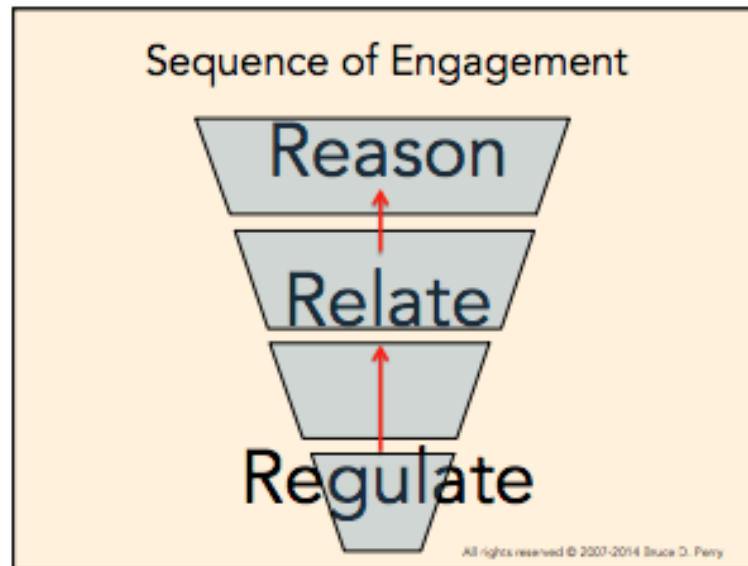 Sequence of Engagement
Reason
Relate
Regulate
All rights reserved © 2007-2014 Bruce D. Perry